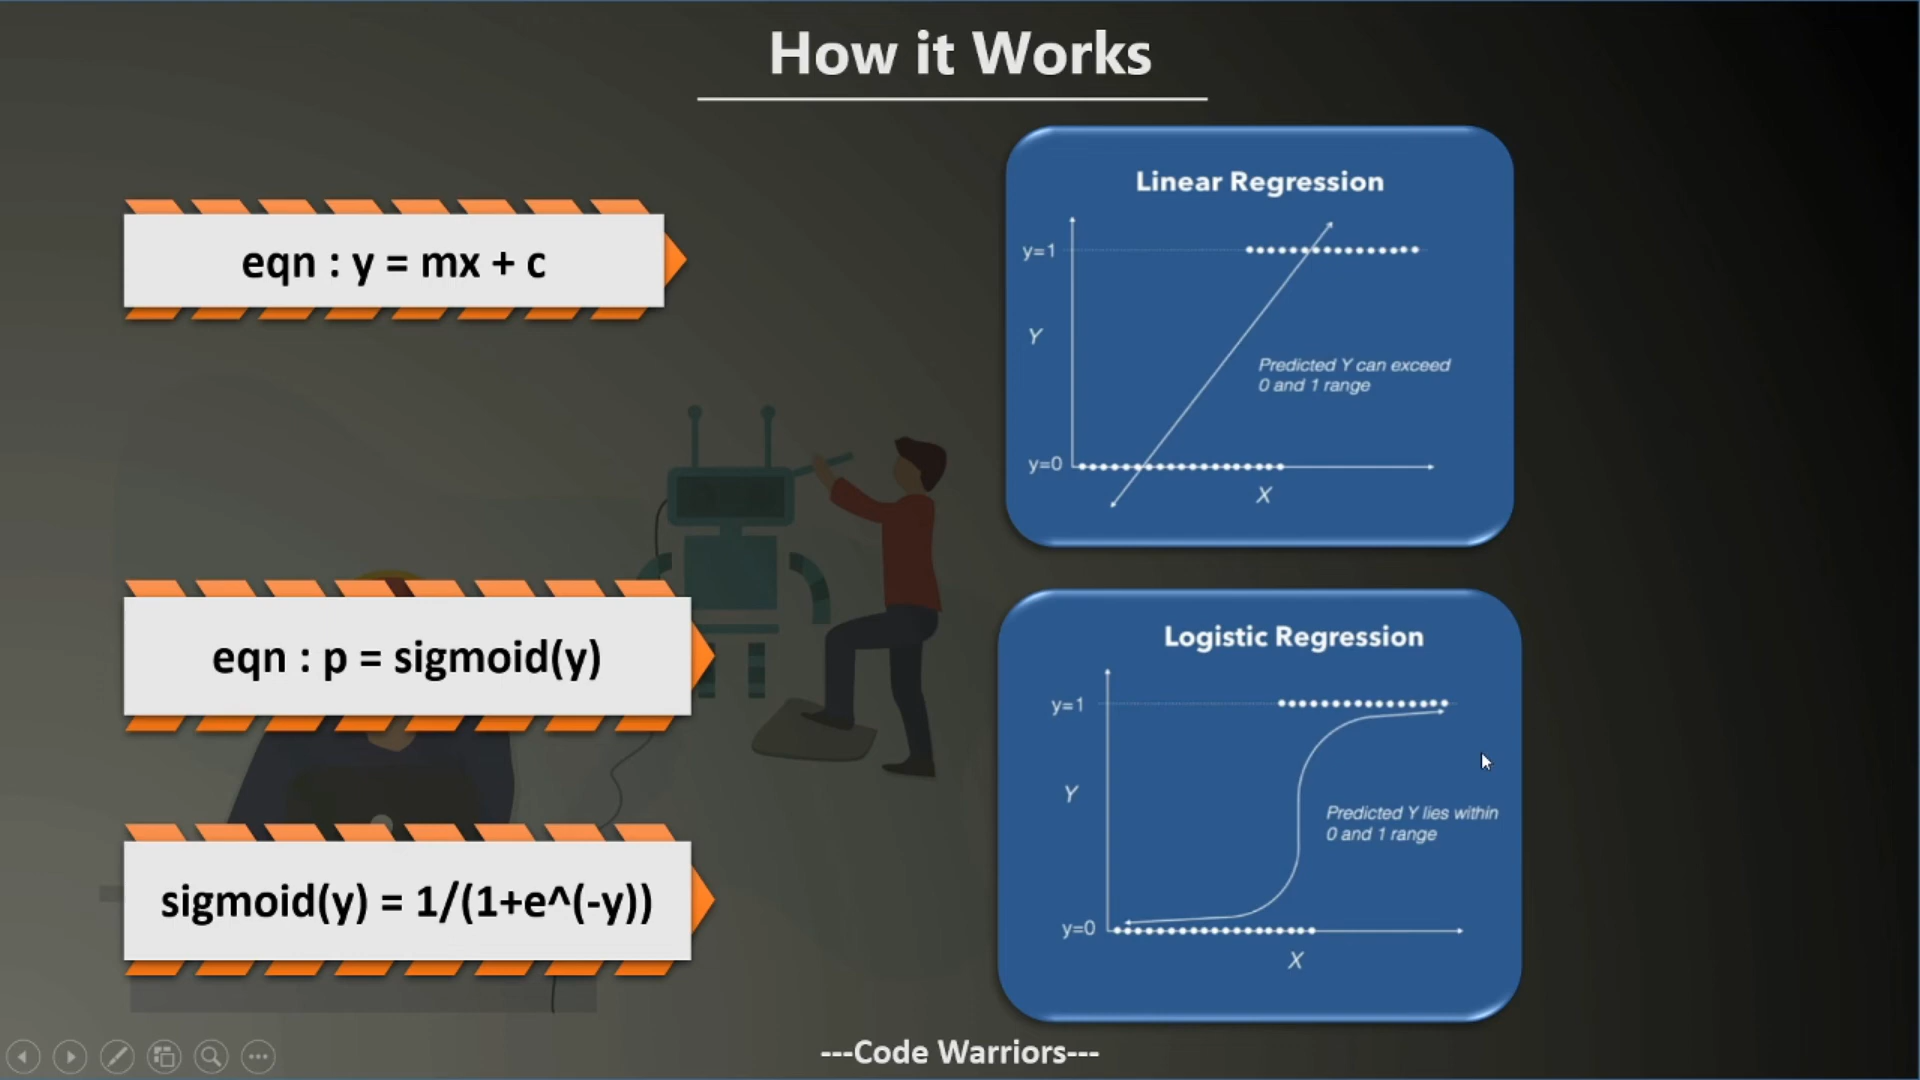 How it Works
eqn : y = mx + c
Linear Regression
y=1
Y
Predicted Y can exceed
0 and 1 range
y=0
X
eqn : p = sigmoid(y)
sigmoid(y) = 1/(1+e^(-y))
Logistic Regression
y=1
Y
Predicted Y lies within
0 and 1 range
y=0
X
---Code Warriors---